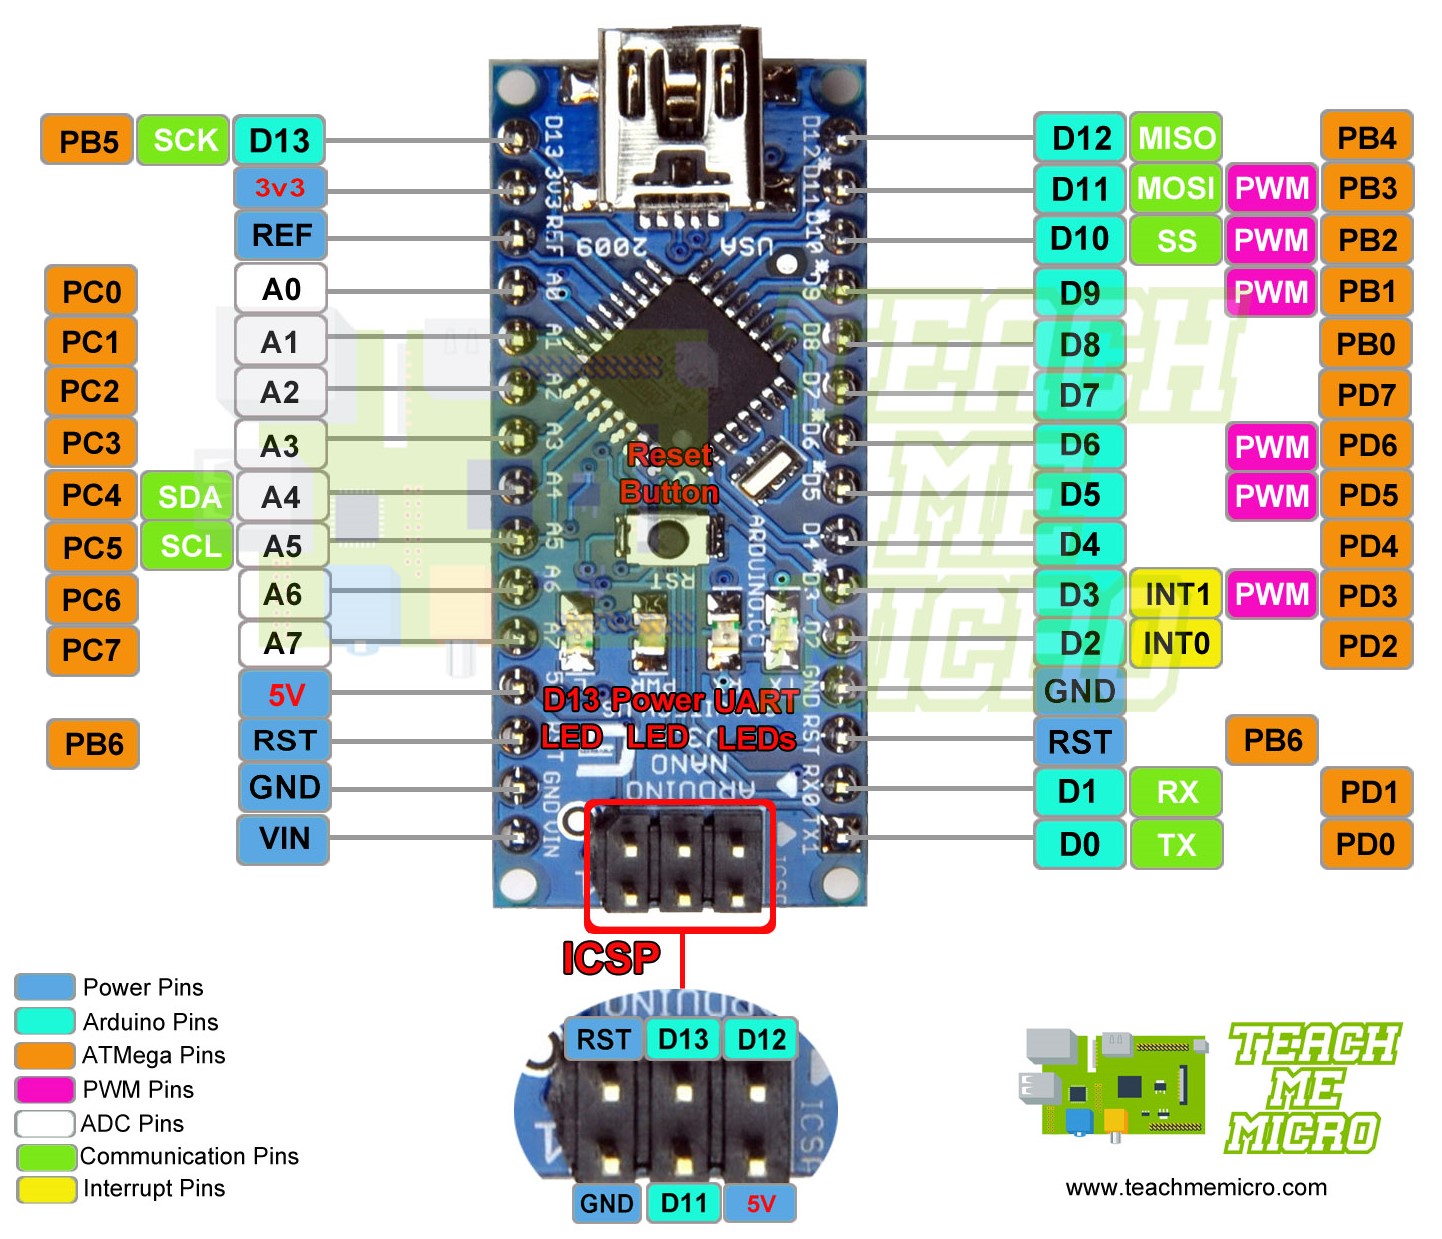 PB5 SCK D13
3v3
REF
PC0 A0
PC1 A1
PC2 A2
PC3 A3
PC4 SDA A4
PC5 SCL A5
PC6 A6
PC7 A7
5V
PB6 RST
GND
VIN
D13
3V3
REF
A0
A1
A2
A3
A4
A5
A6
A7
GND
VIN
2009
USA
Reset
Button
RST
ARDUINO.CC
D13 Power UART
LED LED LEDs
NANO
ARDUINO
D12
*D11
*D10
*D9
D8
D7
*D6
*D5
D4
*D3
D2
GND
RST
RX0
TX1
ICSP
D12 MISO PB4
D11 MOSI PWM PB3
D10 SS PWM PB2
D9 PWM PB1
D8 PB0
D7 PD7
D6 PWM PD6
D5 PWM PD5
D4 PD4
D3 INT1 PWM PD3
D2 INT0 PD2
GND
RST PB6
D1 RX PD1
D0 TX PD0
TEACH
ME
MICRO
ICSP
RST D13 D12
ICSP
GND D11 5V
Power Pins
Arduino Pins
ATMega Pins
PWM Pins
ADC Pins
Communication Pins
Interrupt Pins
TEACH
ME
MICRO
www.teachmemicro.com